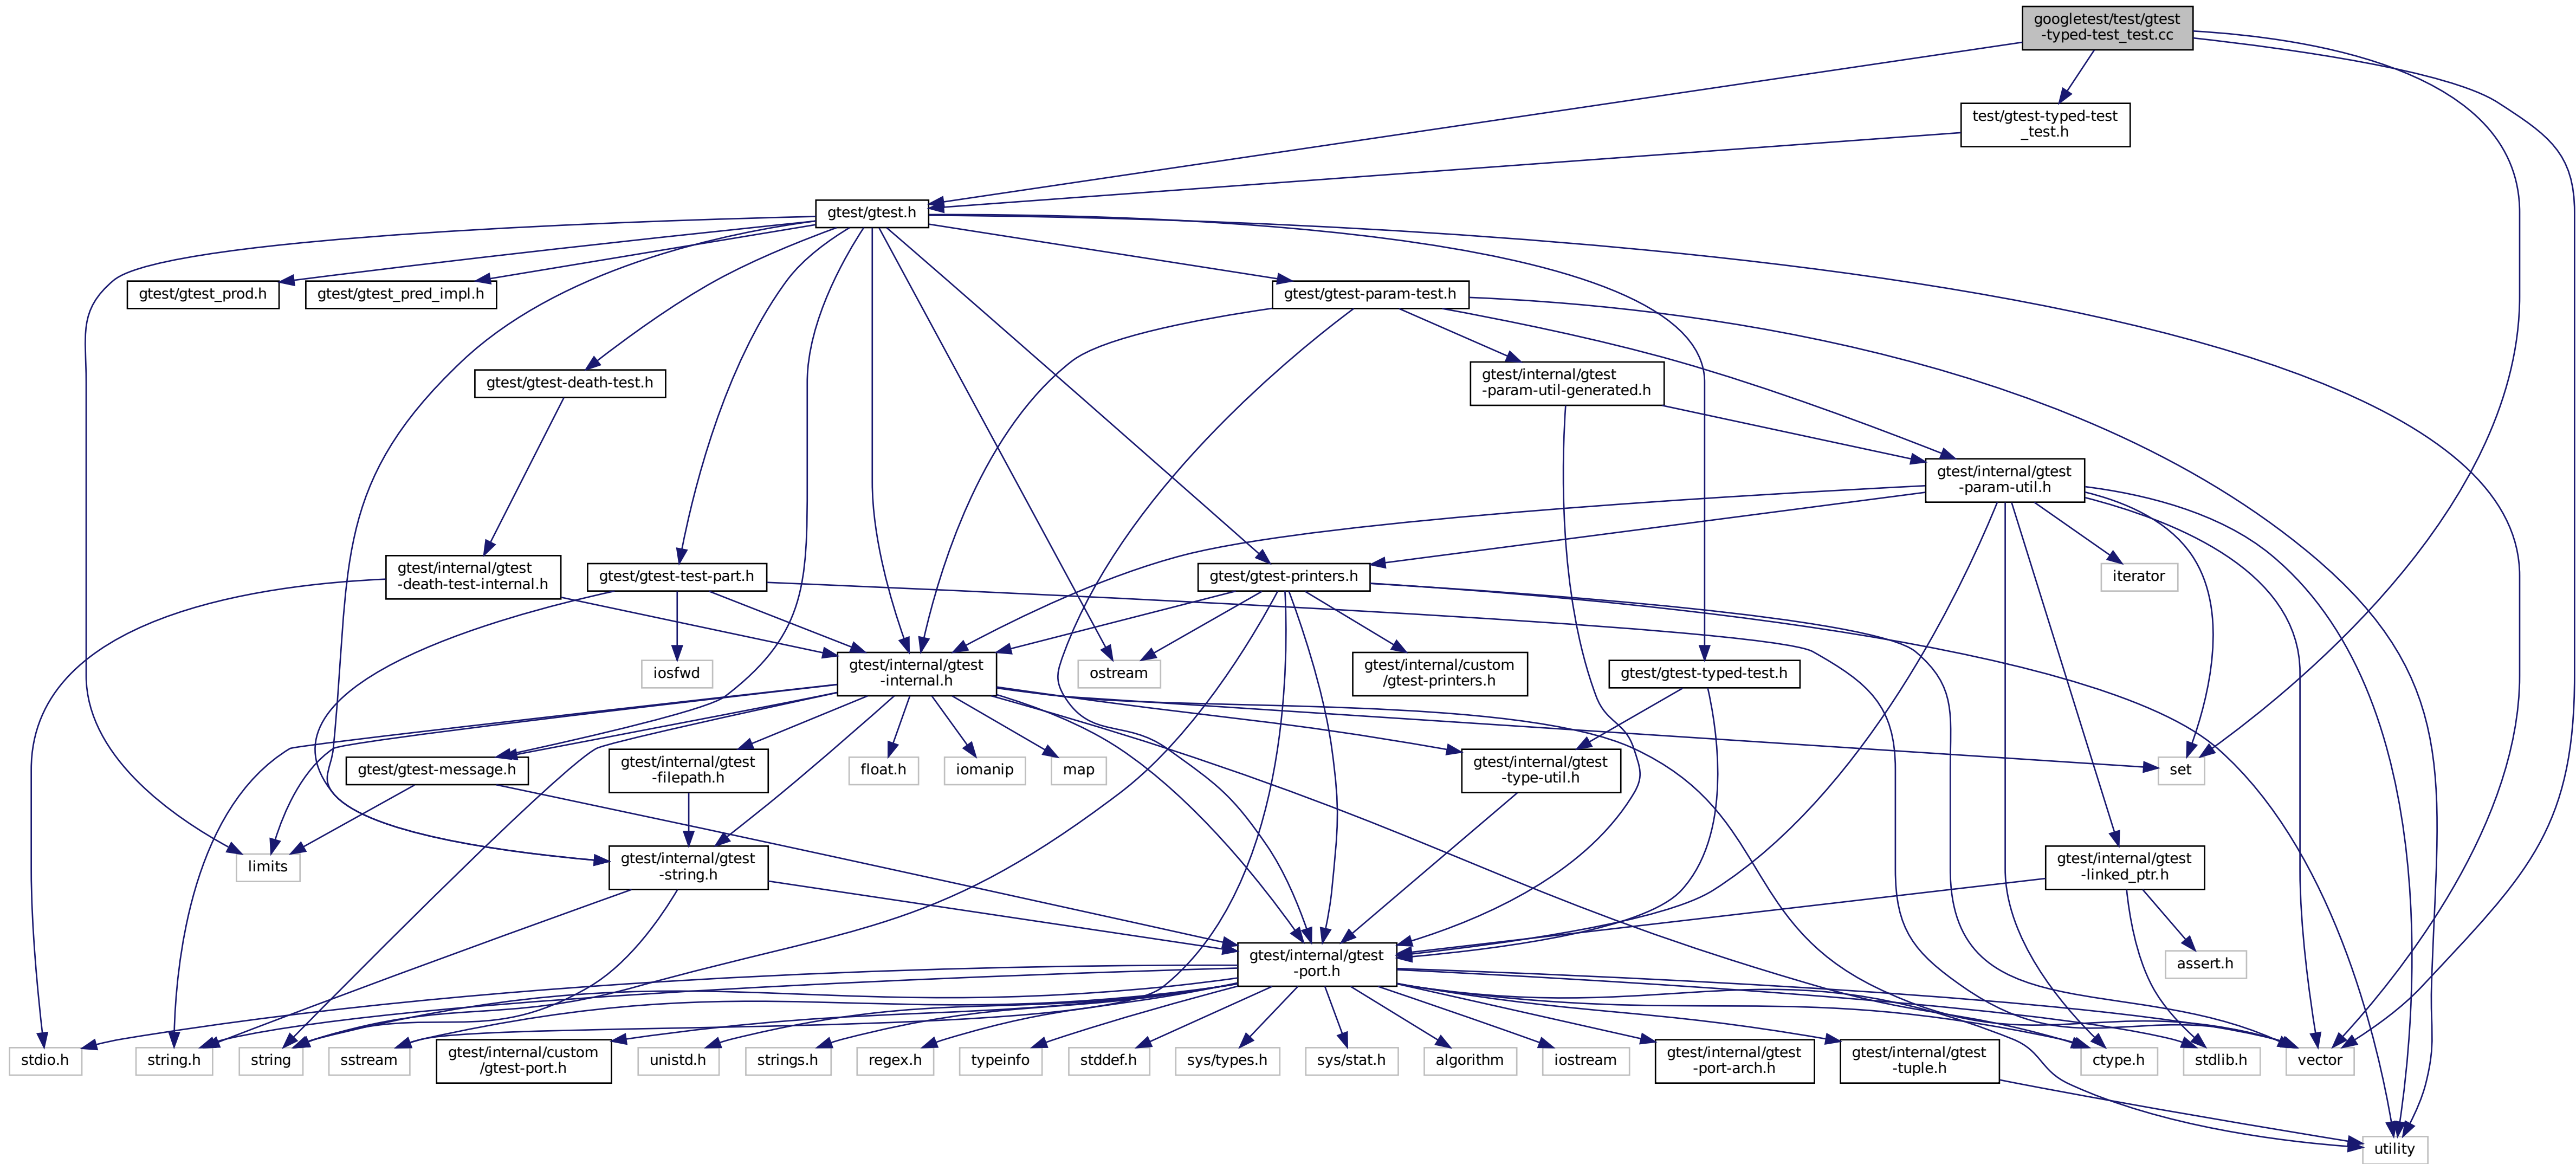 googletest/test/gtest
-typed-test_test.cc
test/gtest-typed-test
_test.h
gtest/gtest.h
gtest/gtest_prod.h
gtest/gtest_pred_impl.h
gtest/gtest-param-test.h
gtest/gtest-death-test.h
gtest/internal/gtest
-param-util-generated.h
gtest/internal/gtest
-param-util.h
gtest/internal/gtest
-death-test-internal.h
gtest/gtest-test-part.h
gtest/gtest-printers.h
iterator
gtest/internal/gtest
-internal.h
iosfwd
ostream
gtest/internal/custom
/gtest-printers.h
gtest/gtest-typed-test.h
gtest/gtest-message.h
gtest/internal/gtest
-filepath.h
float.h
iomanip
map
gtest/internal/gtest
-type-util.h
set
limits
gtest/internal/gtest
-string.h
gtest/internal/gtest
-linked_ptr.h
gtest/internal/gtest
-port.h
assert.h
stdio.h
string.h
string
sstream
gtest/internal/custom
/gtest-port.h
unistd.h
strings.h
regex.h
typeinfo
stddef.h
sys/types.h
sys/stat.h
algorithm
iostream
gtest/internal/gtest
-port-arch.h
gtest/internal/gtest
-tuple.h
ctype.h
stdlib.h
vector
utility